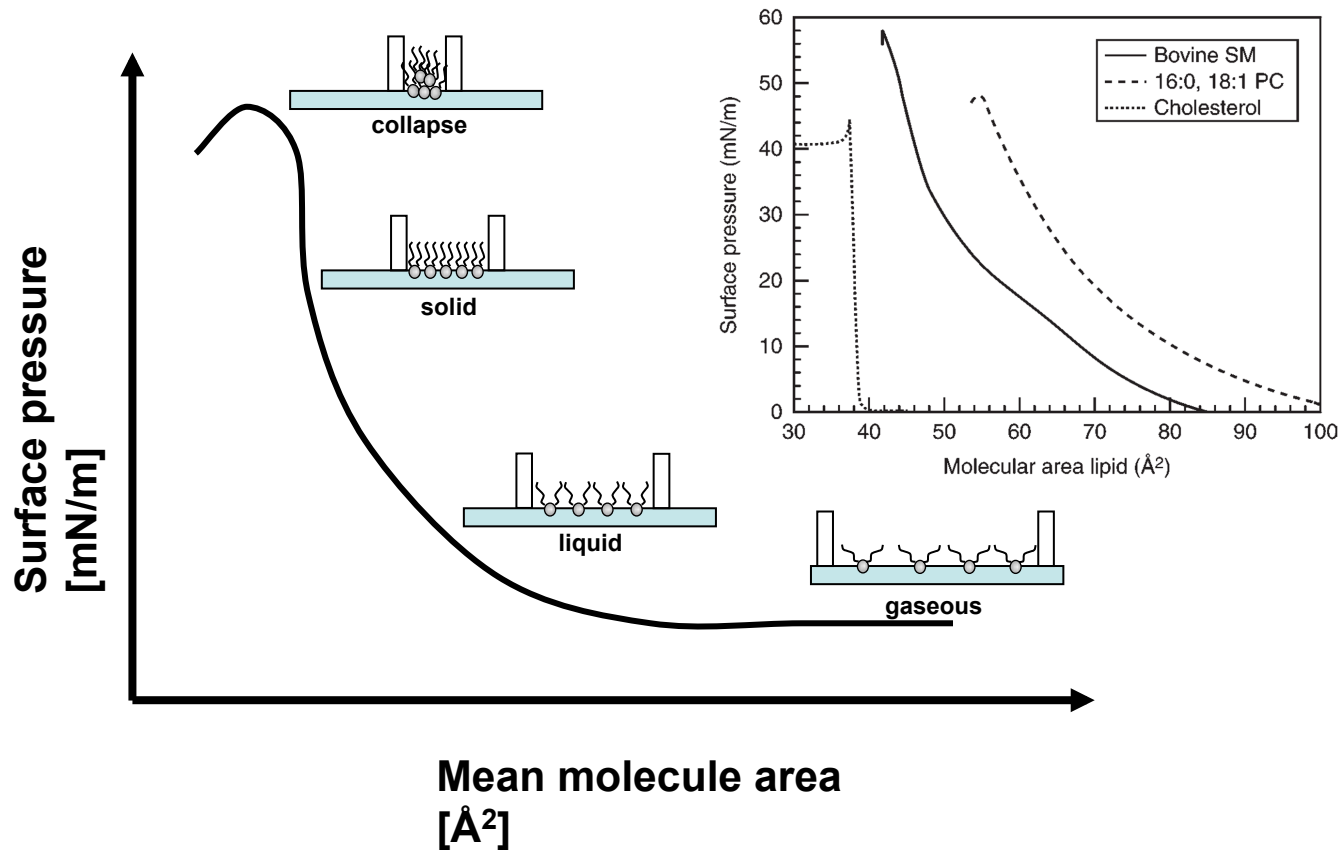 collapse
solid
liquid
gaseous
Surface pressure
[mN/m]
Mean molecule area
[Å²]
60
50
40
30
20
10
0
Surface pressure (mN/m)
Bovine SM
16:0, 18:1 PC
Cholesterol
30 40 50 60 70 80 90 100
Molecular area lipid (Å²)